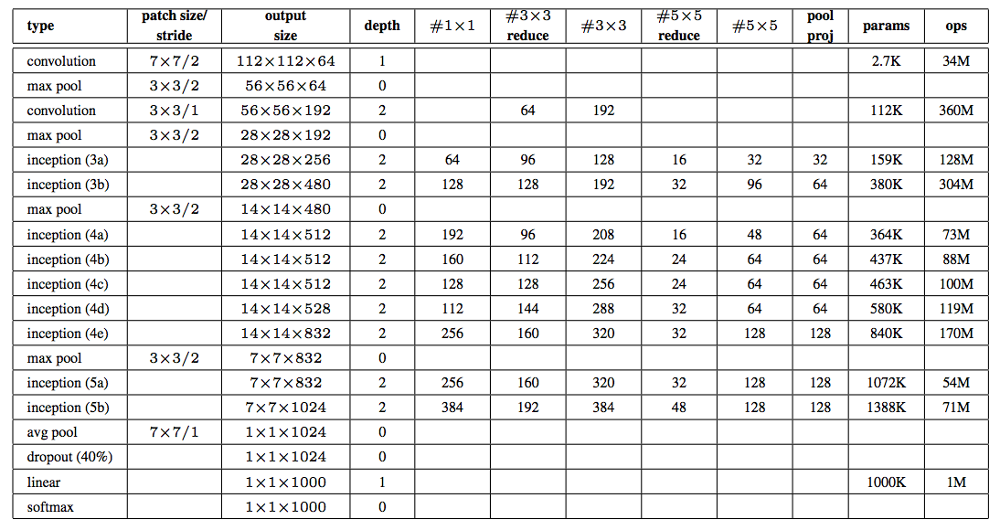 type patch size/ stride output size depth #1×1 #3×3 reduce #3×3 #5×5 reduce #5×5 pool proj params ops
convolution 7×7/2 112×112×64 1 2.7K 34M
max pool 3×3/2 56×56×64 0
convolution 3×3/1 56×56×192 2 64 192 112K 360M
max pool 3×3/2 28×28×192 0
inception (3a) 28×28×256 2 64 96 128 16 32 32 159K 128M
inception (3b) 28×28×480 2 128 128 192 32 96 64 380K 304M
max pool 3×3/2 14×14×480 0
inception (4a) 14×14×512 2 192 96 208 16 48 64 364K 73M
inception (4b) 14×14×512 2 160 112 224 24 64 64 437K 88M
inception (4c) 14×14×512 2 128 128 256 24 64 64 463K 100M
inception (4d) 14×14×528 2 112 144 288 32 64 64 580K 119M
inception (4e) 14×14×832 2 256 160 320 32 128 128 840K 170M
max pool 3×3/2 7×7×832 0
inception (5a) 7×7×832 2 256 160 320 32 128 128 1072K 54M
inception (5b) 7×7×1024 2 384 192 384 48 128 128 1388K 71M
avg pool 7×7/1 1×1×1024 0
dropout (40%) 1×1×1024 0
linear 1×1×1000 1 1000K 1M
softmax 1×1×1000 0